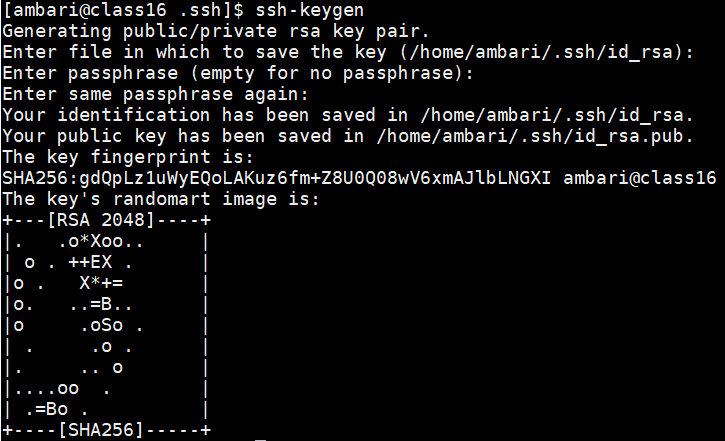 [ambari@class16 .ssh]$ ssh-keygen
Generating public/private rsa key pair.
Enter file in which to save the key (/home/ambari/.ssh/id_rsa):
Enter passphrase (empty for no passphrase):
Enter same passphrase again:
Your identification has been saved in /home/ambari/.ssh/id_rsa.
Your public key has been saved in /home/ambari/.ssh/id_rsa.pub.
The key fingerprint is:
SHA256:gdQpLz1uWyEQoLAKuz6fm+Z8U0Q08wV6xmAJlbLNGXI ambari@class16
The key's randomart image is:
+---[RSA 2048]----+
|.   .o*Xoo..     |
| o . ++EX .      |
|o .   X*+=       |
|o.   ..=B..      |
|o     .oSo .     |
| .     .o .      |
|.     .. o       |
|....oo  .        |
| .=Bo .          |
+----[SHA256]-----+